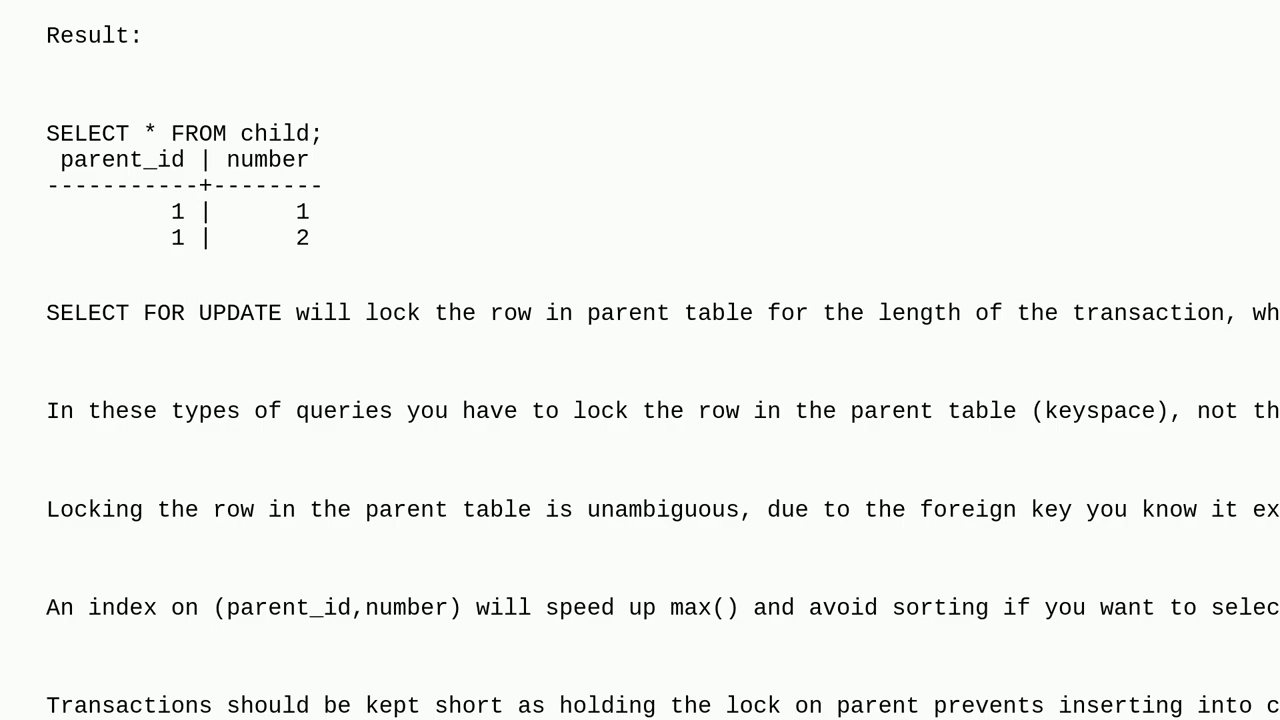 Result:
SELECT * FROM child;
 parent_id | number
-----------+--------
         1 |      1
         1 |      2
SELECT FOR UPDATE will lock the row in parent table for the length of the transaction, wh
In these types of queries you have to lock the row in the parent table (keyspace), not th
Locking the row in the parent table is unambiguous, due to the foreign key you know it ex
An index on (parent_id,number) will speed up max() and avoid sorting if you want to selec
Transactions should be kept short as holding the lock on parent prevents inserting into c